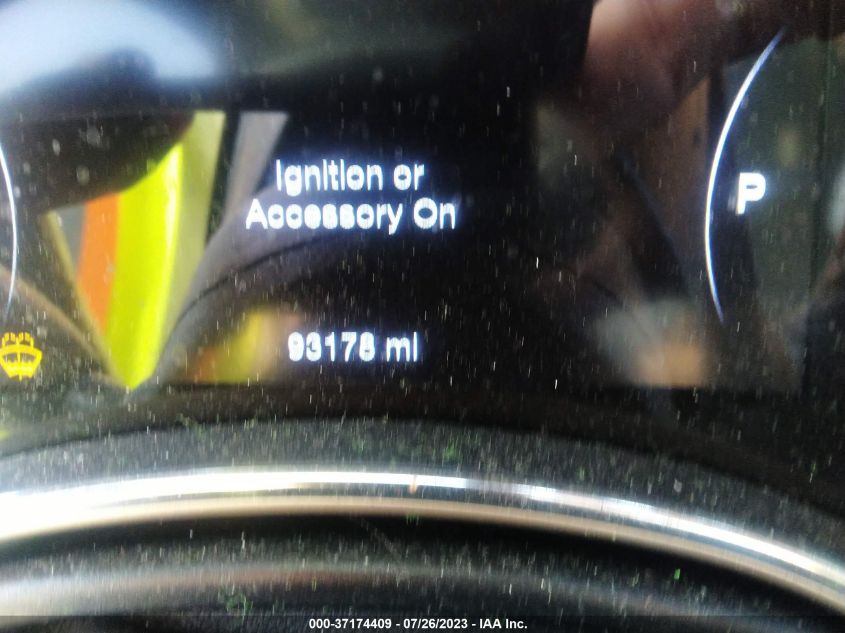 Ignition or
Accessory On
P
93178 mi
000-37174409 - 07/26/2023 - IAA Inc.